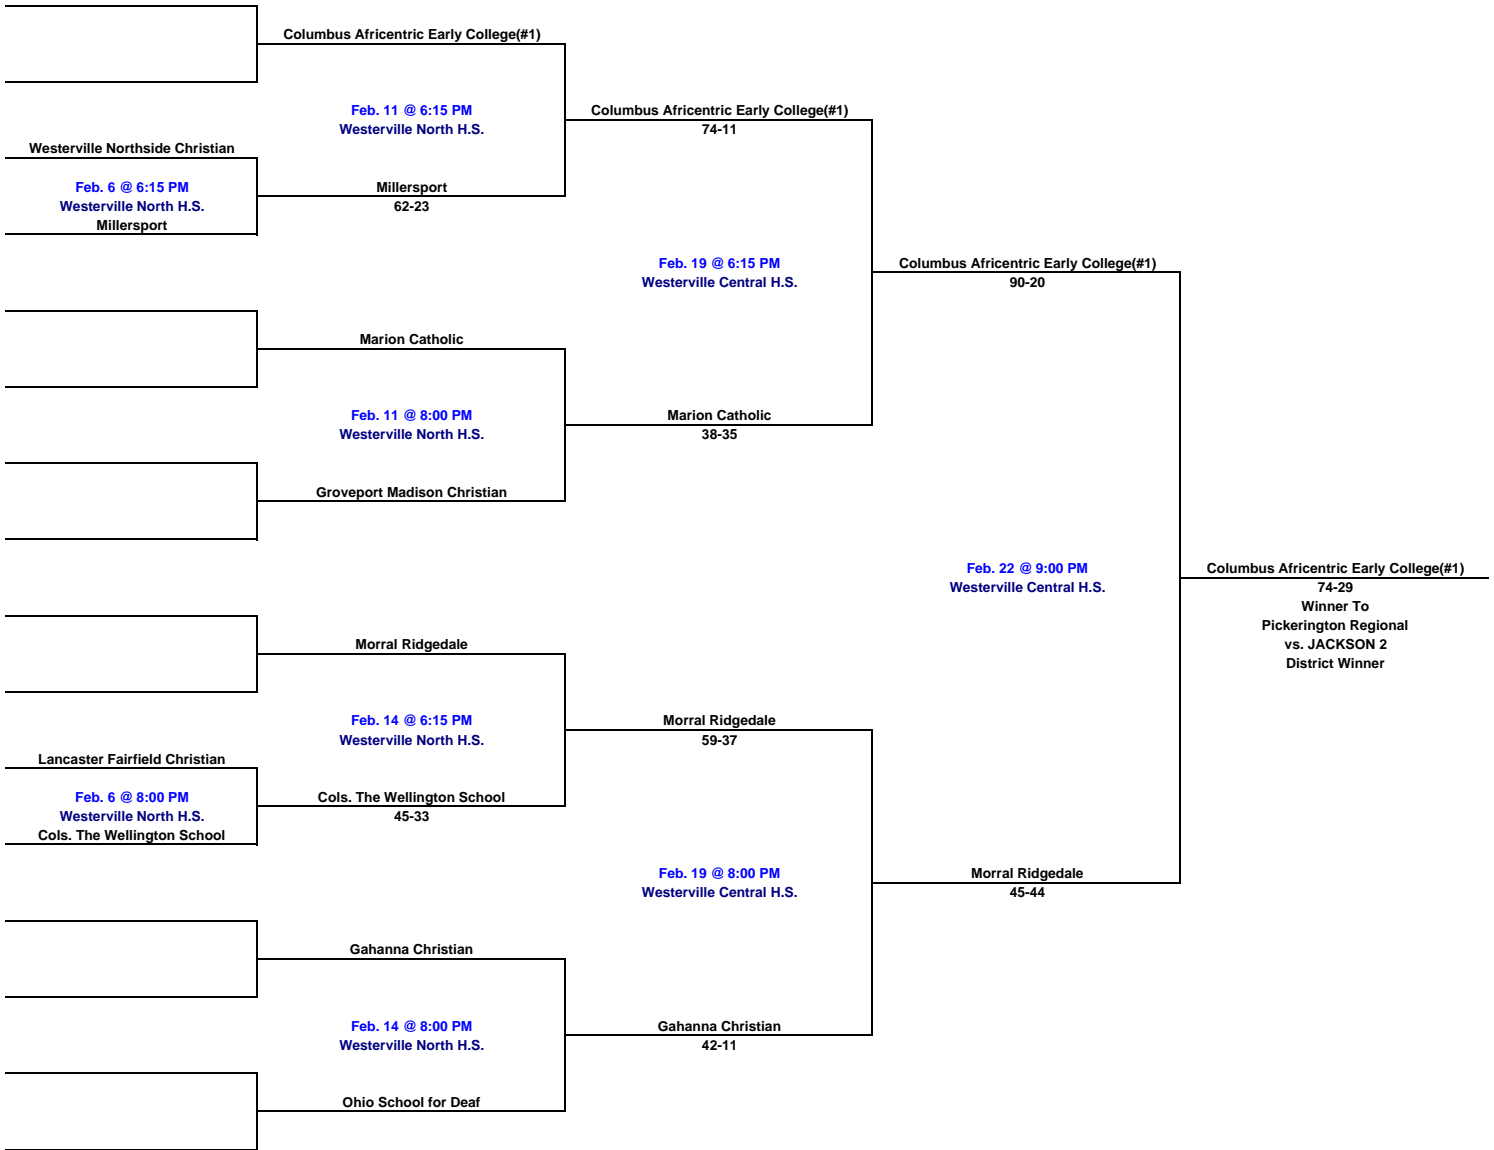 Columbus Africentric Early College(#1)
Feb. 11 @ 6:15 PM
Westerville North H.S.
Columbus Africentric Early College(#1)
74-11
Westerville Northside Christian
Feb. 6 @ 6:15 PM
Westerville North H.S.
Millersport
Millersport
62-23
Feb. 19 @ 6:15 PM
Westerville Central H.S.
Columbus Africentric Early College(#1)
90-20
Marion Catholic
Feb. 11 @ 8:00 PM
Westerville North H.S.
Marion Catholic
38-35
Groveport Madison Christian
Feb. 22 @ 9:00 PM
Westerville Central H.S.
Columbus Africentric Early College(#1)
74-29
Winner To
Pickerington Regional
vs. JACKSON 2
District Winner
Morral Ridgedale
Feb. 14 @ 6:15 PM
Westerville North H.S.
Morral Ridgedale
59-37
Lancaster Fairfield Christian
Feb. 6 @ 8:00 PM
Westerville North H.S.
Cols. The Wellington School
Cols. The Wellington School
45-33
Feb. 19 @ 8:00 PM
Westerville Central H.S.
Morral Ridgedale
45-44
Gahanna Christian
Feb. 14 @ 8:00 PM
Westerville North H.S.
Gahanna Christian
42-11
Ohio School for Deaf